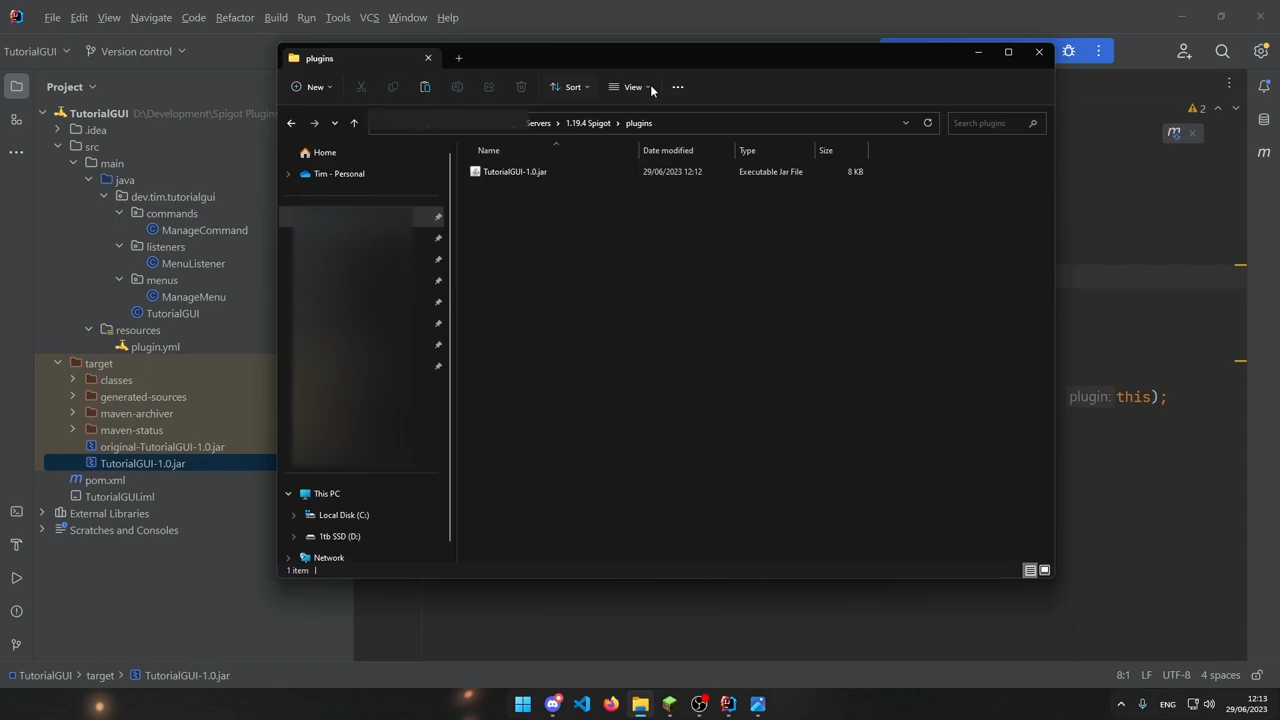 File Edit View Navigate Code Refactor Build Run Tools VCS Window Help
TutorialGUI Version control
Project
TutorialGUI D:\Development\Spigot Plugins
.idea
src
main
java
dev.tim.tutorialgui
commands
ManageCommand
listeners
MenuListener
menus
ManageMenu
TutorialGUI
resources
plugin.yml
target
classes
generated-sources
maven-archiver
maven-status
original-TutorialGUI-1.0.jar
TutorialGUI-1.0.jar
pom.xml
TutorialGUI.iml
External Libraries
Scratches and Consoles
plugins
New Sort View
Servers 1.19.4 Spigot plugins Search plugins
Home
Tim - Personal
This PC
Local Disk (C:)
1tb SSD (D:)
Network
Name Date modified Type Size
TutorialGUI-1.0.jar 29/06/2023 12:12 Executable Jar File 8 KB
1 item
2
plugin: this);
TutorialGUI target TutorialGUI-1.0.jar 8:1 LF UTF-8 4 spaces
ENG 12:13
29/06/2023